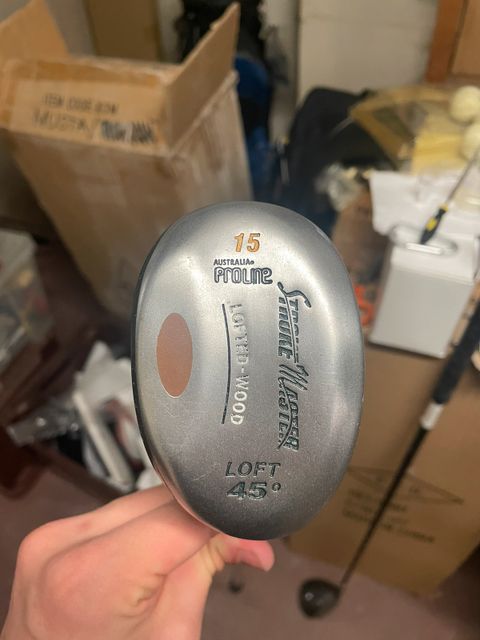 15
AUSTRALIA®
PROLINE
STROKE MASTER
LOFTED-WOOD
LOFT
45°